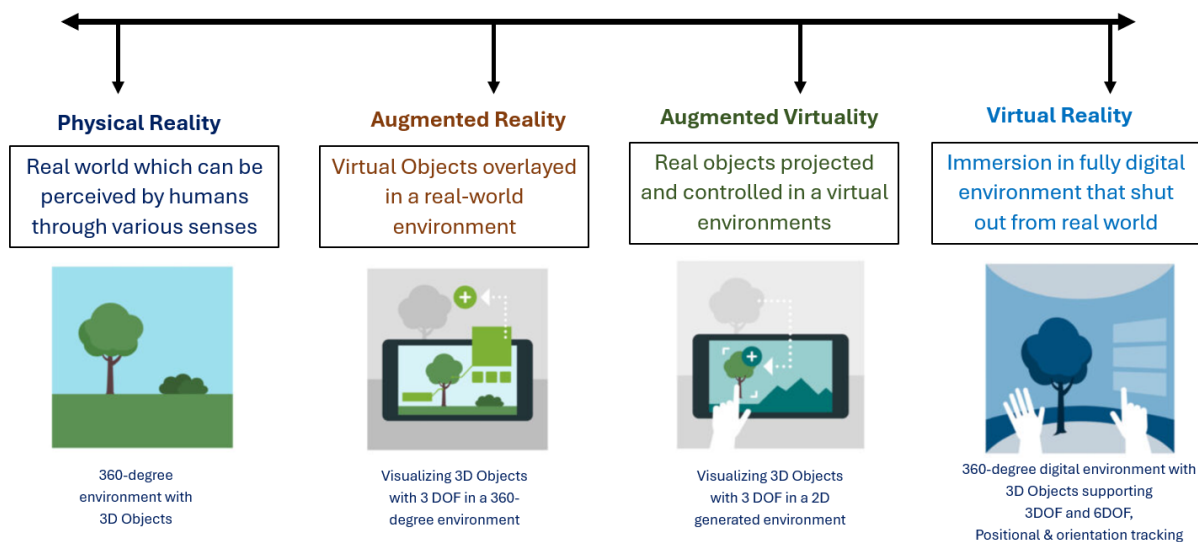 Physical Reality
Real world which can be
perceived by humans
through various senses
360-degree
environment with
3D Objects
Augmented Reality
Virtual Objects overlayed
in a real-world
environment
Visualizing 3D Objects
with 3 DOF in a 360-
degree environment
Augmented Virtuality
Real objects projected
and controlled in a virtual
environments
Visualizing 3D Objects
with 3 DOF in a 2D
generated environment
Virtual Reality
Immersion in fully digital
environment that shut
out from real world
360-degree digital environment with
3D Objects supporting
3DOF and 6DOF,
Positional & orientation tracking